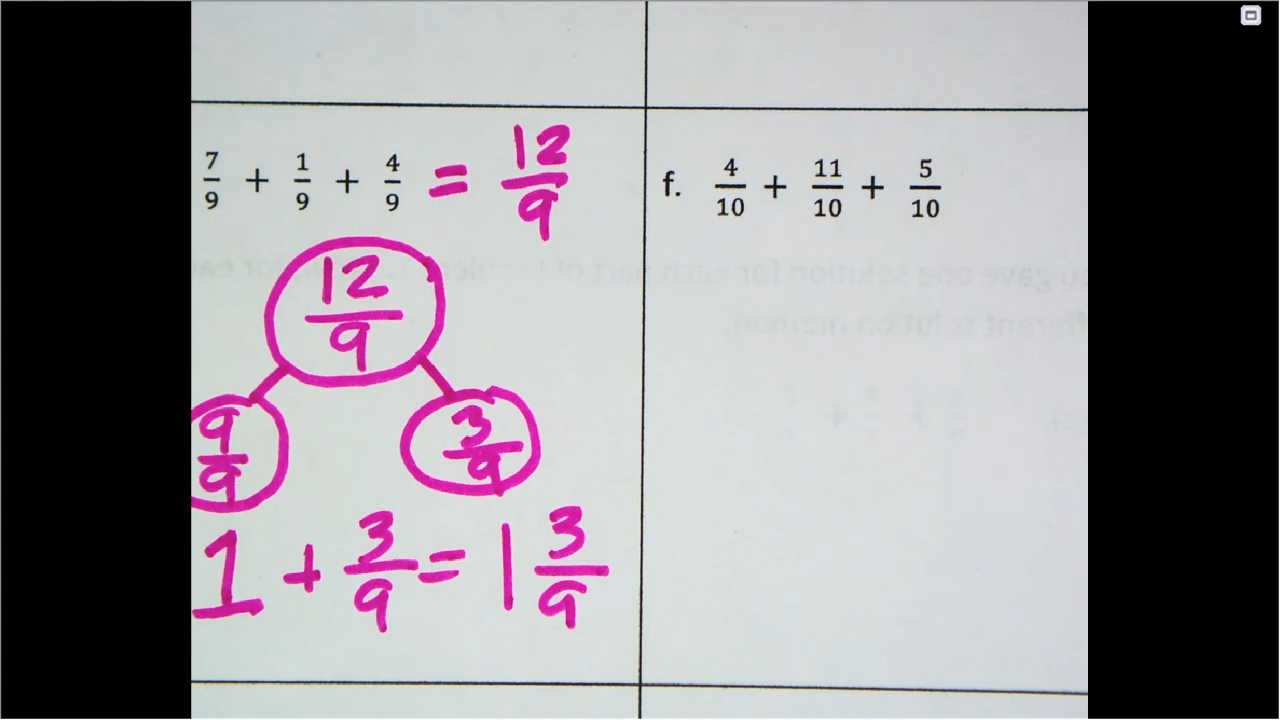 7/9 + 1/9 + 4/9 = 12/9
12/9
9/9 3/9
1 + 3/9 = 1 3/9
f. 4/10 + 11/10 + 5/10